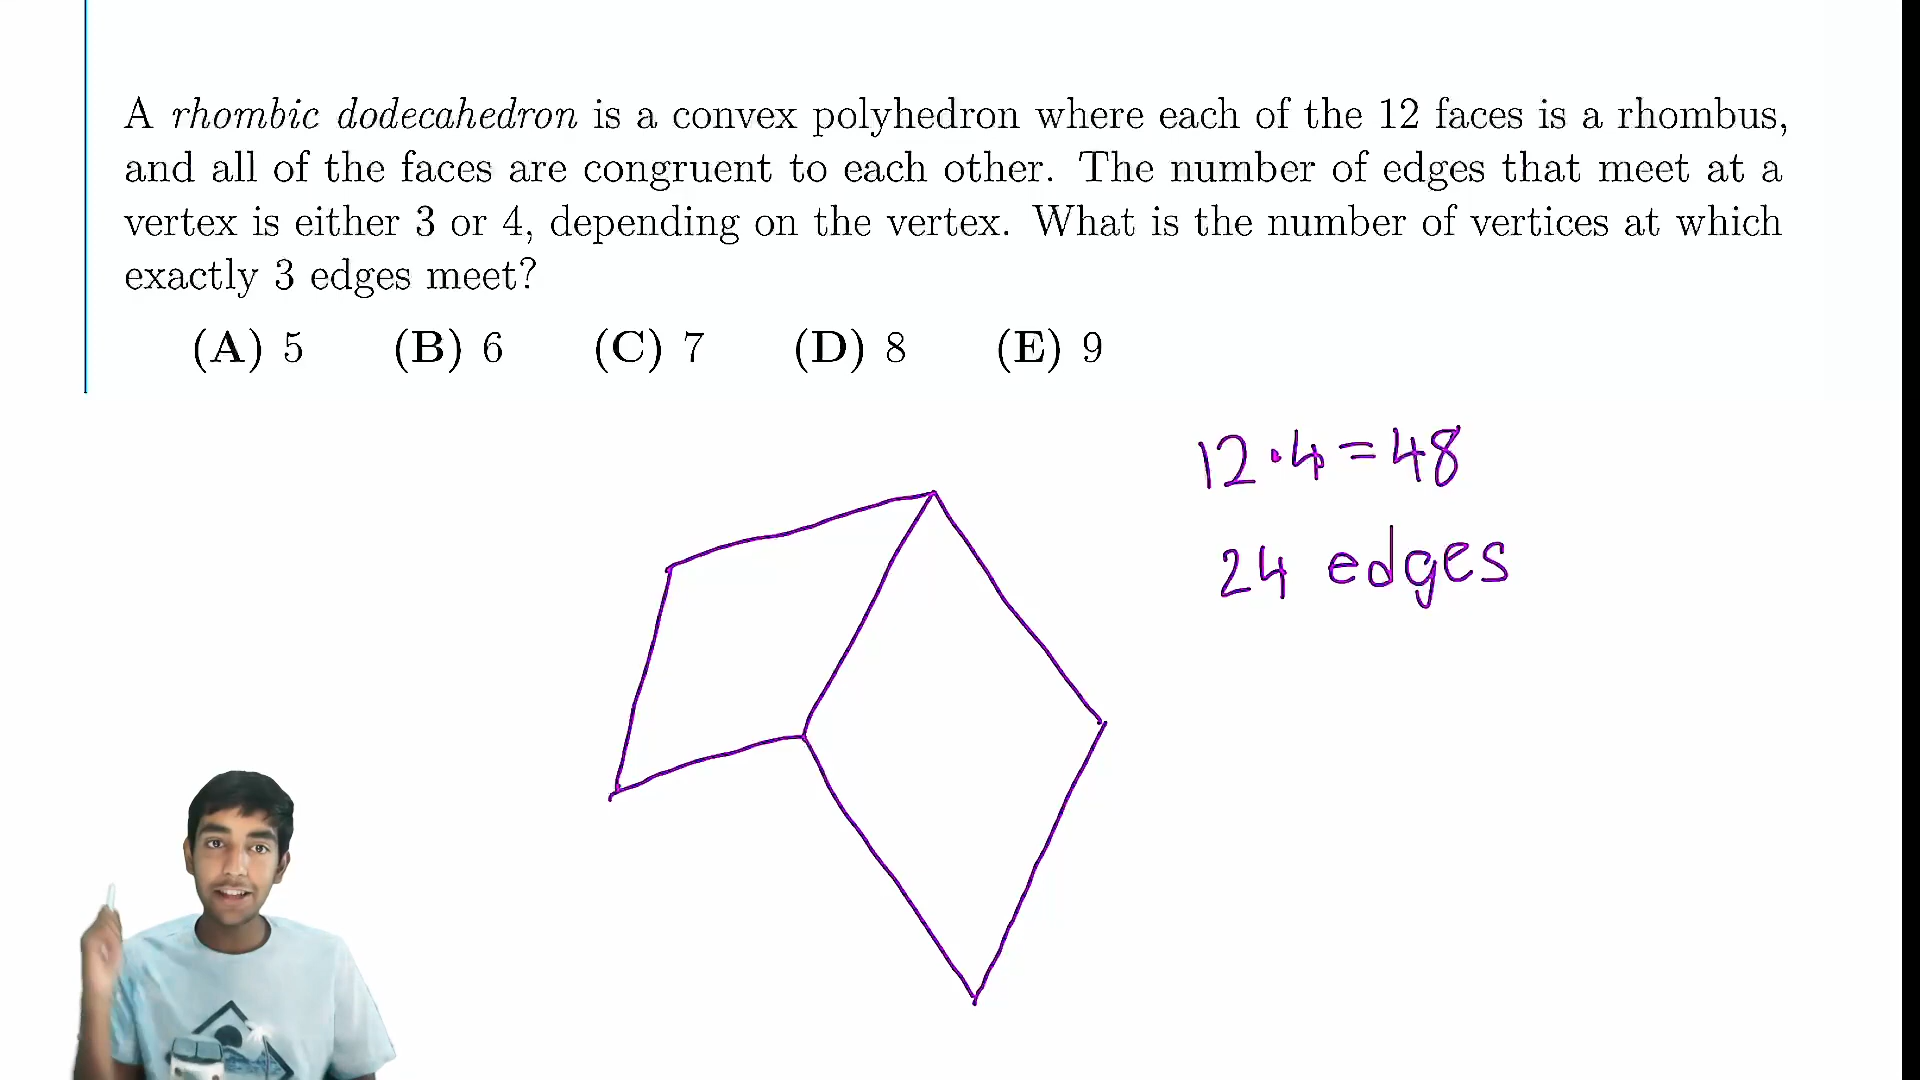 A rhombic dodecahedron is a convex polyhedron where each of the 12 faces is a rhombus,
and all of the faces are congruent to each other. The number of edges that meet at a
vertex is either 3 or 4, depending on the vertex. What is the number of vertices at which
exactly 3 edges meet?
(A) 5 (B) 6 (C) 7 (D) 8 (E) 9
12·4=48
24 edges